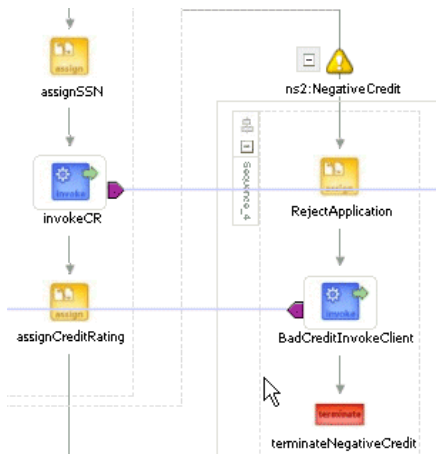 assign
assignSSN
invoke
invokeCR
assign
assignCreditRating
ns2:NegativeCredit
Sequence_4
assign
RejectApplication
invoke
BadCreditInvokeClient
terminate
terminateNegativeCredit